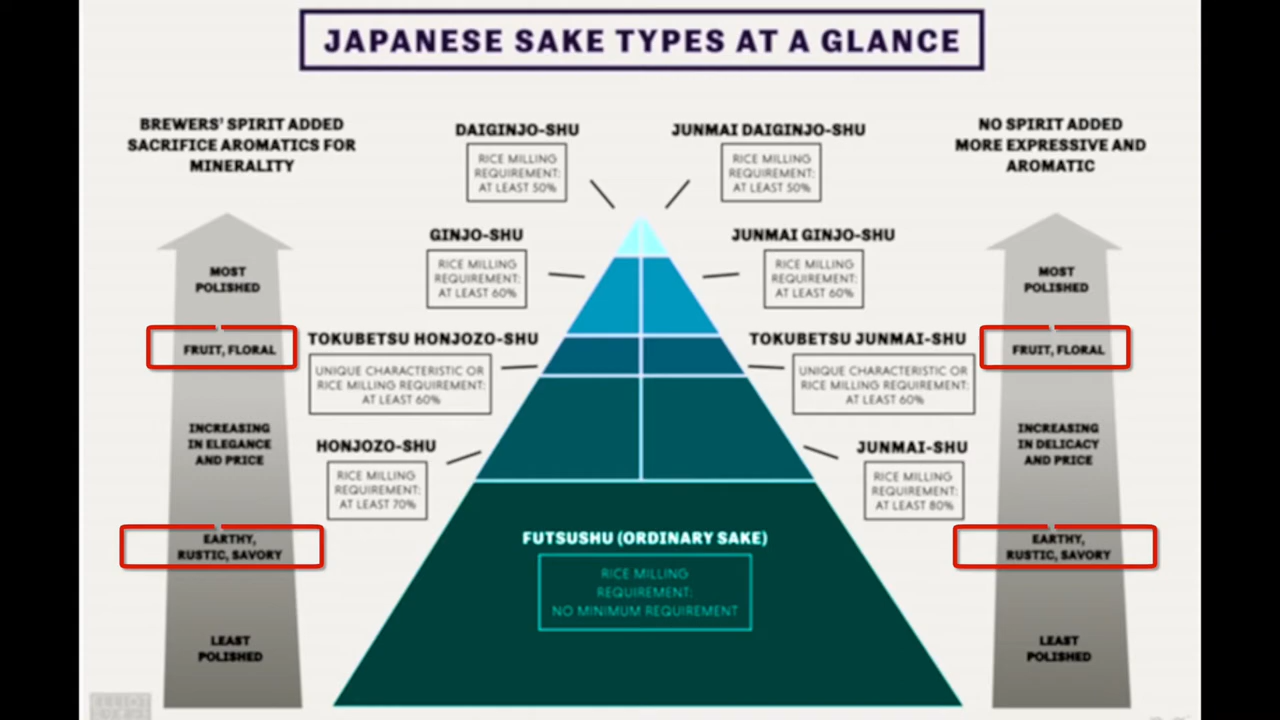 JAPANESE SAKE TYPES AT A GLANCE
BREWERS' SPIRIT ADDED
SACRIFICE AROMATICS FOR
MINERALITY
DAIGINJO-SHU
RICE MILLING
REQUIREMENT:
AT LEAST 50%
JUNMAI DAIGINJO-SHU
RICE MILLING
REQUIREMENT:
AT LEAST 50%
NO SPIRIT ADDED
MORE EXPRESSIVE AND
AROMATIC
GINJO-SHU
RICE MILLING
REQUIREMENT:
AT LEAST 60%
JUNMAI GINJO-SHU
RICE MILLING
REQUIREMENT:
AT LEAST 60%
MOST
POLISHED
FRUIT, FLORAL
INCREASING
IN ELEGANCE
AND PRICE
EARTHY,
RUSTIC, SAVORY
LEAST
POLISHED
TOKUBETSU HONJOZO-SHU
UNIQUE CHARACTERISTIC OR
RICE MILLING REQUIREMENT:
AT LEAST 60%
TOKUBETSU JUNMAI-SHU
UNIQUE CHARACTERISTIC OR
RICE MILLING REQUIREMENT:
AT LEAST 60%
HONJOZO-SHU
RICE MILLING
REQUIREMENT:
AT LEAST 70%
JUNMAI-SHU
RICE MILLING
REQUIREMENT:
AT LEAST 80%
FUTSUSHU (ORDINARY SAKE)
RICE MILLING
REQUIREMENT:
NO MINIMUM REQUIREMENT
MOST
POLISHED
FRUIT, FLORAL
INCREASING
IN DELICACY
AND PRICE
EARTHY,
RUSTIC, SAVORY
LEAST
POLISHED